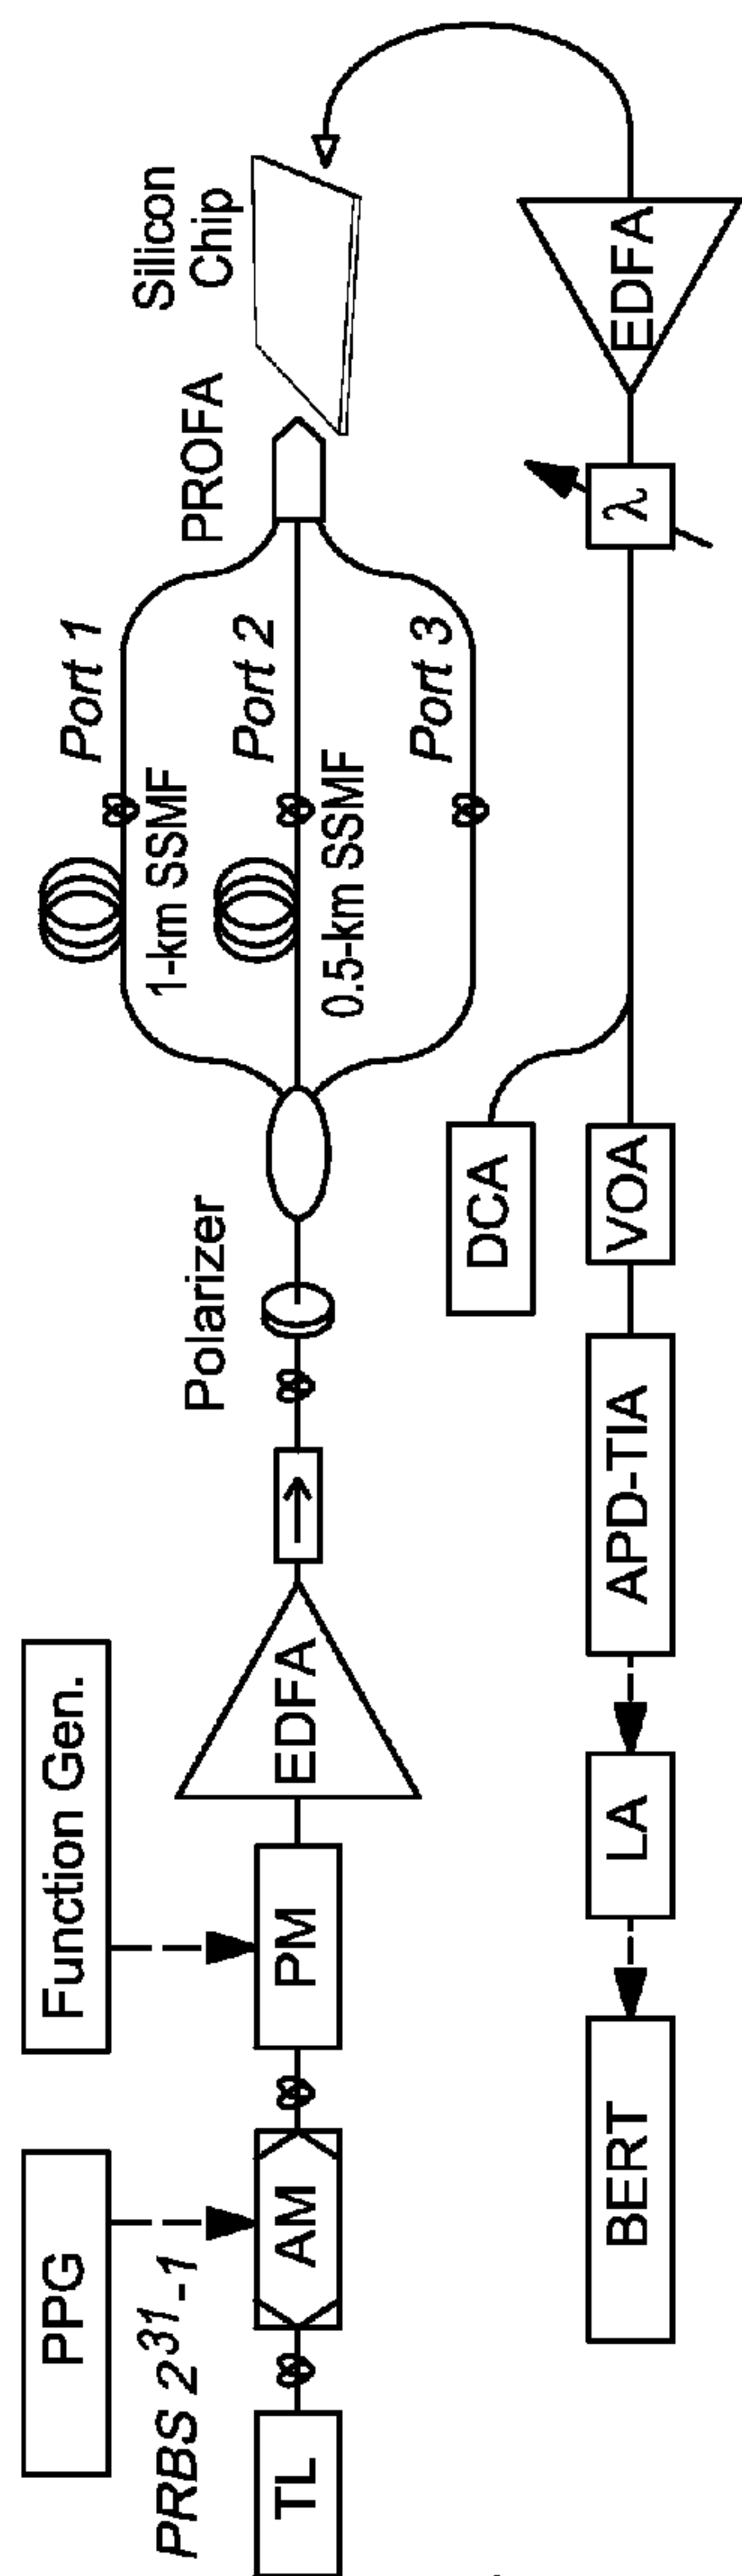 PPG
Function Gen.
PRBS 2^31-1
TL
AM
PM
EDFA
Polarizer
1-km SSMF
Port 1
0.5-km SSMF
Port 2
Port 3
PROFA
Silicon
Chip
EDFA
λ
DCA
VOA
APD-TIA
LA
BERT